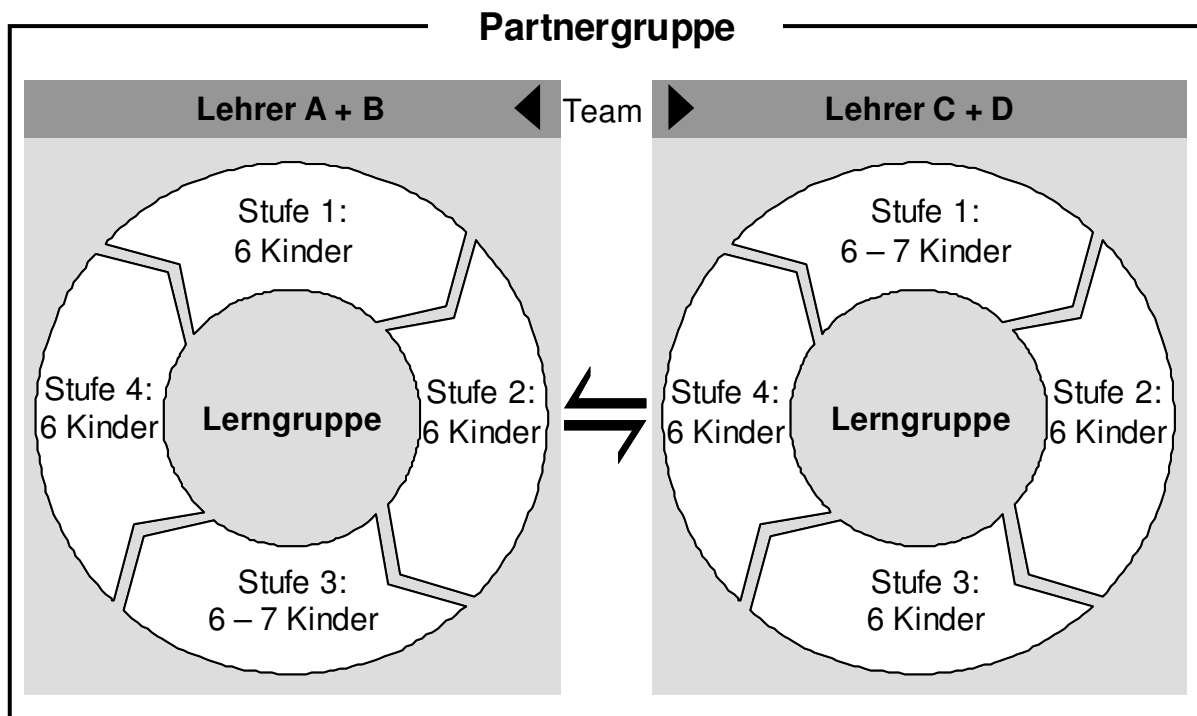 Partnergruppe
Lehrer A + B
Team
Lehrer C + D
Stufe 1:
6 Kinder
Stufe 4:
6 Kinder
Lerngruppe
Stufe 2:
6 Kinder
Stufe 3:
6 – 7 Kinder
Stufe 1:
6 – 7 Kinder
Stufe 4:
6 Kinder
Lerngruppe
Stufe 2:
6 Kinder
Stufe 3:
6 Kinder